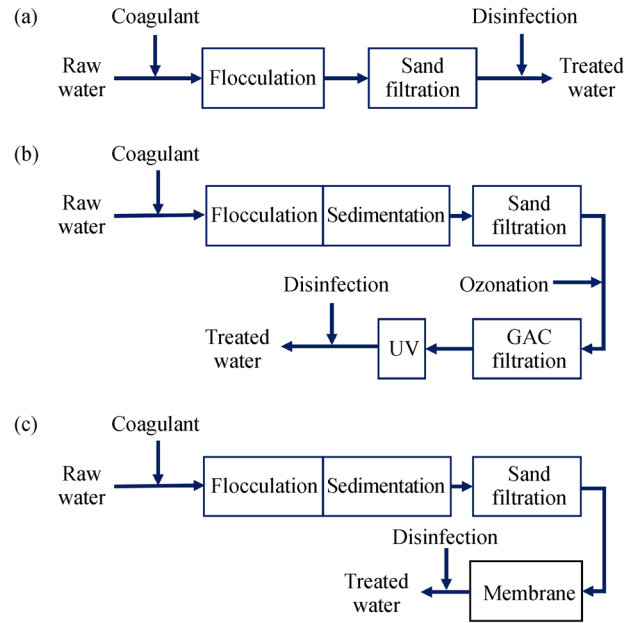 (a)
Coagulant
Disinfection
Raw
water
Flocculation
Sand
filtration
Treated
water
(b)
Coagulant
Raw
water
Flocculation
Sedimentation
Sand
filtration
Ozonation
Disinfection
Treated
water
UV
GAC
filtration
(c)
Coagulant
Raw
water
Flocculation
Sedimentation
Sand
filtration
Disinfection
Treated
water
Membrane